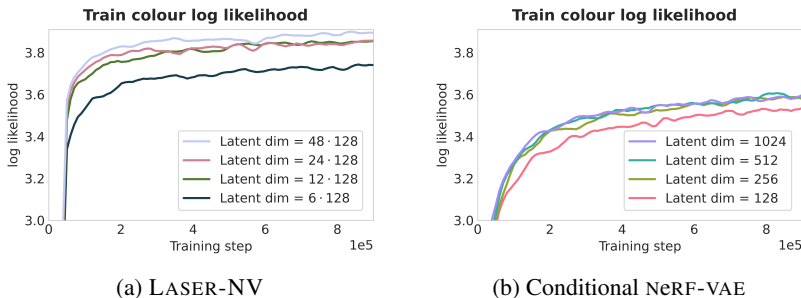 Train colour log likelihood
log likelihood
3.8
3.6
3.4
3.2
3.0
Latent dim = 48 · 128
Latent dim = 24 · 128
Latent dim = 12 · 128
Latent dim = 6 · 128
0 2 4 6 8
1e5
Training step
(a) LASER-NV
Train colour log likelihood
log likelihood
3.8
3.6
3.4
3.2
3.0
Latent dim = 1024
Latent dim = 512
Latent dim = 256
Latent dim = 128
0 2 4 6 8
1e5
Training step
(b) Conditional NERF-VAE